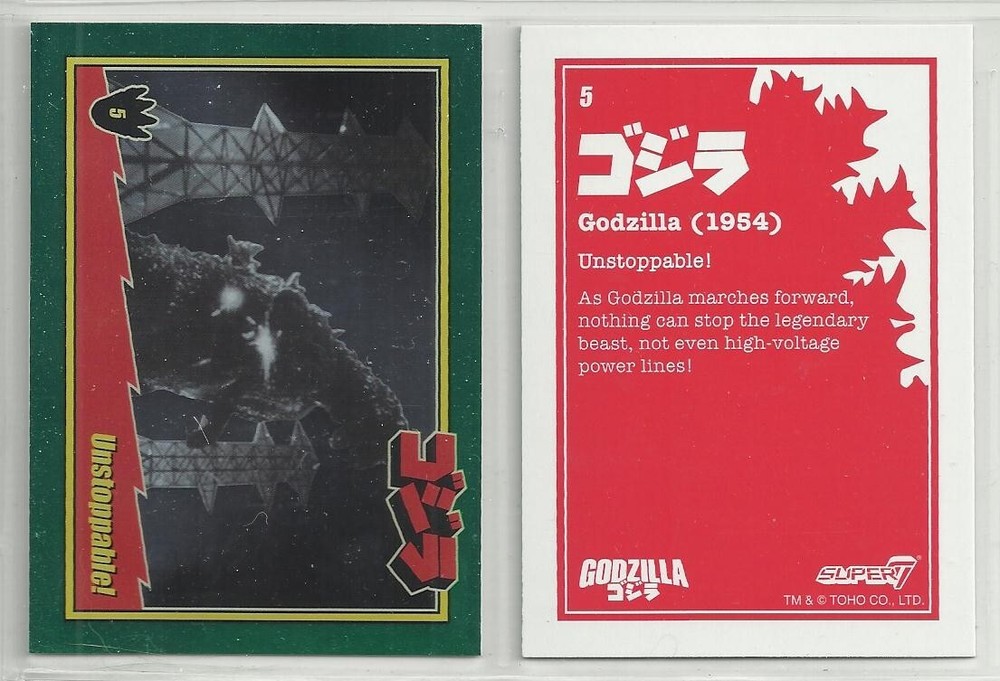 5
ゴジラ
Unstoppable!
5
ゴジラ
Godzilla (1954)
Unstoppable!
As Godzilla marches forward,
nothing can stop the legendary
beast, not even high-voltage
power lines!
GODZILLA
ゴジラ
SUPER7®
TM & © TOHO CO., LTD.